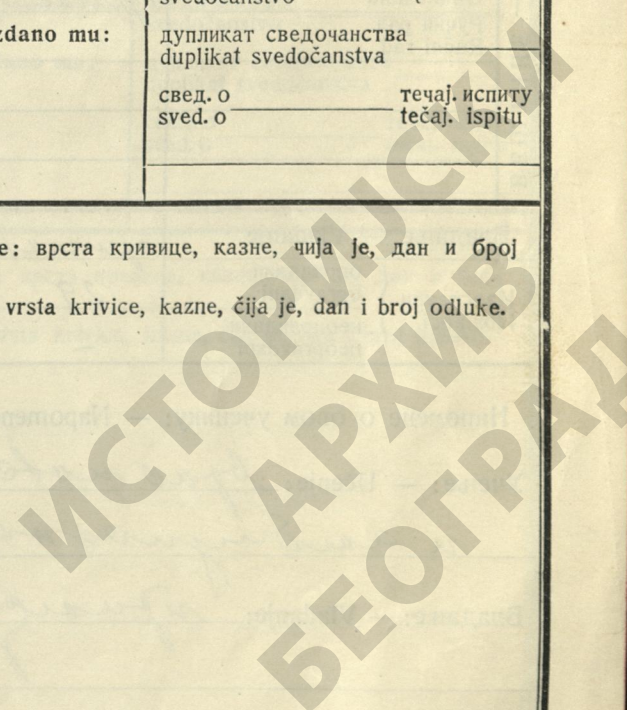 svedočanstvo
zdano mu:
дупликат сведочанства
duplikat svedočanstva
свед. о течај. испиту
sved. o tečaj. ispitu
е: врста кривице, казне, чија је, дан и број
vrsta krivice, kazne, čija je, dan i broj odluke.
ИСТОРИЈСКИ
АРХИВ
БЕОГРАД